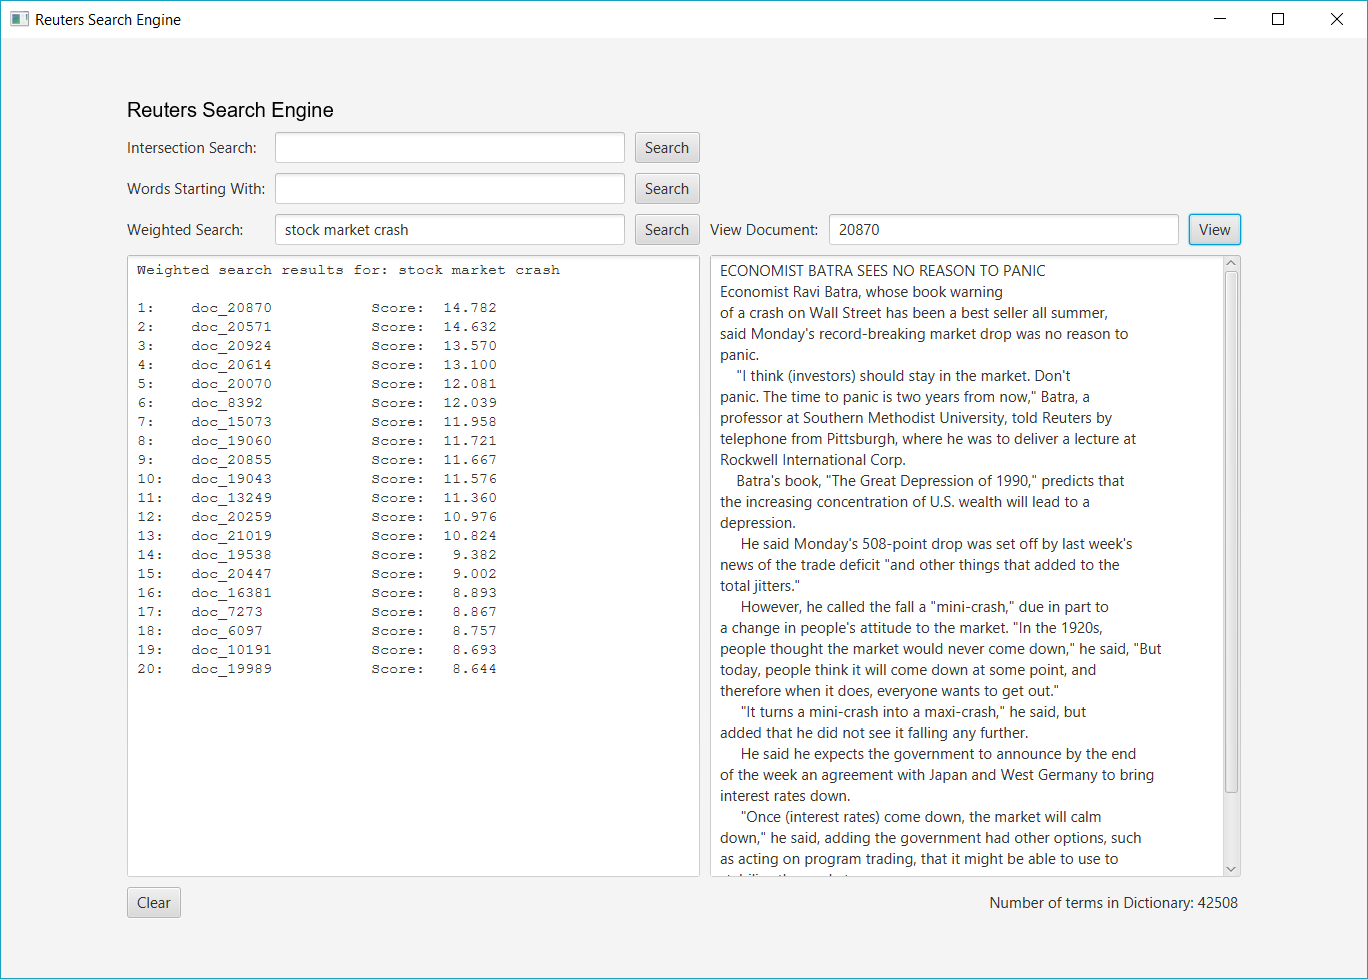 Reuters Search Engine
Reuters Search Engine
Intersection Search: Search
Words Starting With: Search
Weighted Search: stock market crash Search View Document: 20870 View
Weighted search results for: stock market crash
1: doc_20870 Score: 14.782
2: doc_20571 Score: 14.632
3: doc_20924 Score: 13.570
4: doc_20614 Score: 13.100
5: doc_20070 Score: 12.081
6: doc_8392 Score: 12.039
7: doc_15073 Score: 11.958
8: doc_19060 Score: 11.721
9: doc_20855 Score: 11.667
10: doc_19043 Score: 11.576
11: doc_13249 Score: 11.360
12: doc_20259 Score: 10.976
13: doc_21019 Score: 10.824
14: doc_19538 Score: 9.382
15: doc_20447 Score: 9.002
16: doc_16381 Score: 8.893
17: doc_7273 Score: 8.867
18: doc_6097 Score: 8.757
19: doc_10191 Score: 8.693
20: doc_19989 Score: 8.644
ECONOMIST BATRA SEES NO REASON TO PANIC
Economist Ravi Batra, whose book warning
of a crash on Wall Street has been a best seller all summer,
said Monday's record-breaking market drop was no reason to
panic.
"I think (investors) should stay in the market. Don't
panic. The time to panic is two years from now," Batra, a
professor at Southern Methodist University, told Reuters by
telephone from Pittsburgh, where he was to deliver a lecture at
Rockwell International Corp.
Batra's book, "The Great Depression of 1990," predicts that
the increasing concentration of U.S. wealth will lead to a
depression.
He said Monday's 508-point drop was set off by last week's
news of the trade deficit "and other things that added to the
total jitters."
However, he called the fall a "mini-crash," due in part to
a change in people's attitude to the market. "In the 1920s,
people thought the market would never come down," he said, "But
today, people think it will come down at some point, and
therefore when it does, everyone wants to get out."
"It turns a mini-crash into a maxi-crash," he said, but
added that he did not see it falling any further.
He said he expects the government to announce by the end
of the week an agreement with Japan and West Germany to bring
interest rates down.
"Once (interest rates) come down, the market will calm
down," he said, adding the government had other options, such
as acting on program trading, that it might be able to use to
Clear
Number of terms in Dictionary: 42508